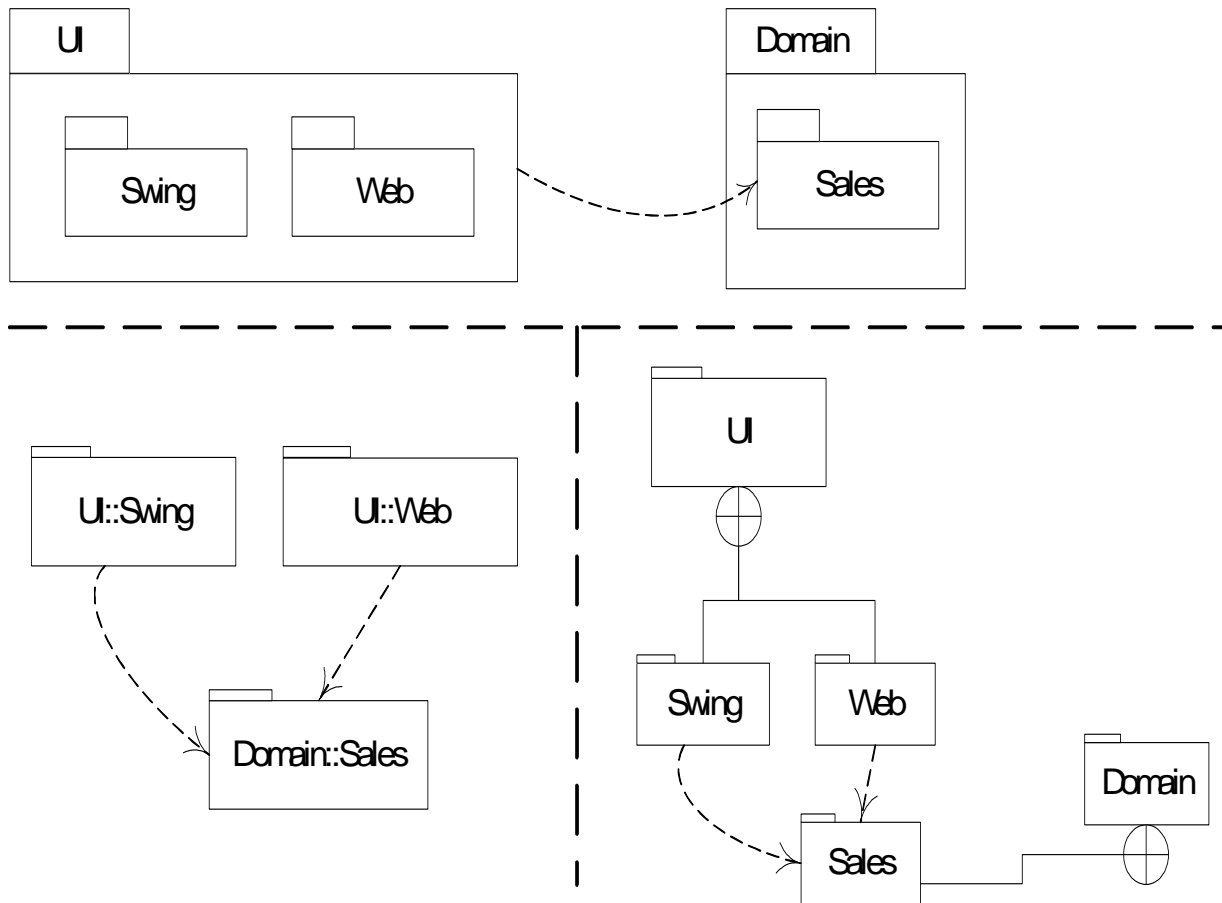 UI
Domain
Swing
Web
Sales
UI
UI::Swing
UI::Web
Swing
Web
Domain::Sales
Domain
Sales